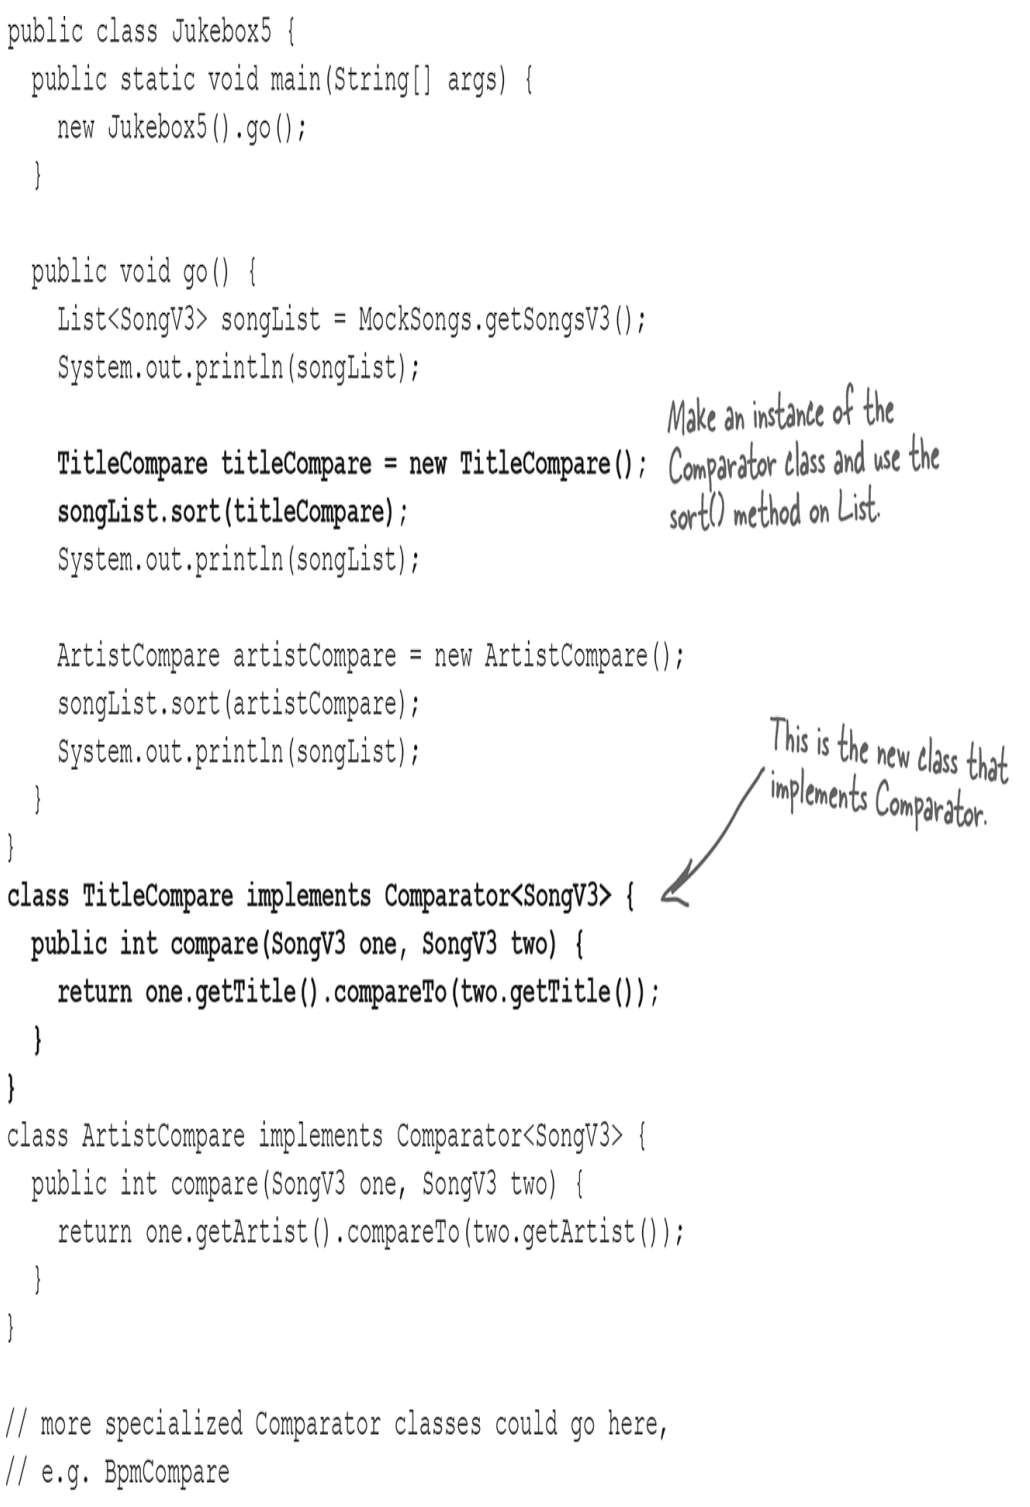 public class Jukebox5 {
public static void main(String[] args) {
new Jukebox5().go();
}
public void go() {
List<SongV3> songList = MockSongs.getSongsV3();
System.out.println(songList);
TitleCompare titleCompare = new TitleCompare();
songList.sort(titleCompare);
System.out.println(songList);
Make an instance of the
Comparator class and use the
sort() method on List.
ArtistCompare artistCompare = new ArtistCompare();
songList.sort(artistCompare);
System.out.println(songList);
}
}
This is the new class that
implements Comparator.
class TitleCompare implements Comparator<SongV3> {
public int compare(SongV3 one, SongV3 two) {
return one.getTitle().compareTo(two.getTitle());
}
}
class ArtistCompare implements Comparator<SongV3> {
public int compare(SongV3 one, SongV3 two) {
return one.getArtist().compareTo(two.getArtist());
}
}
// more specialized Comparator classes could go here,
// e.g. BpmCompare